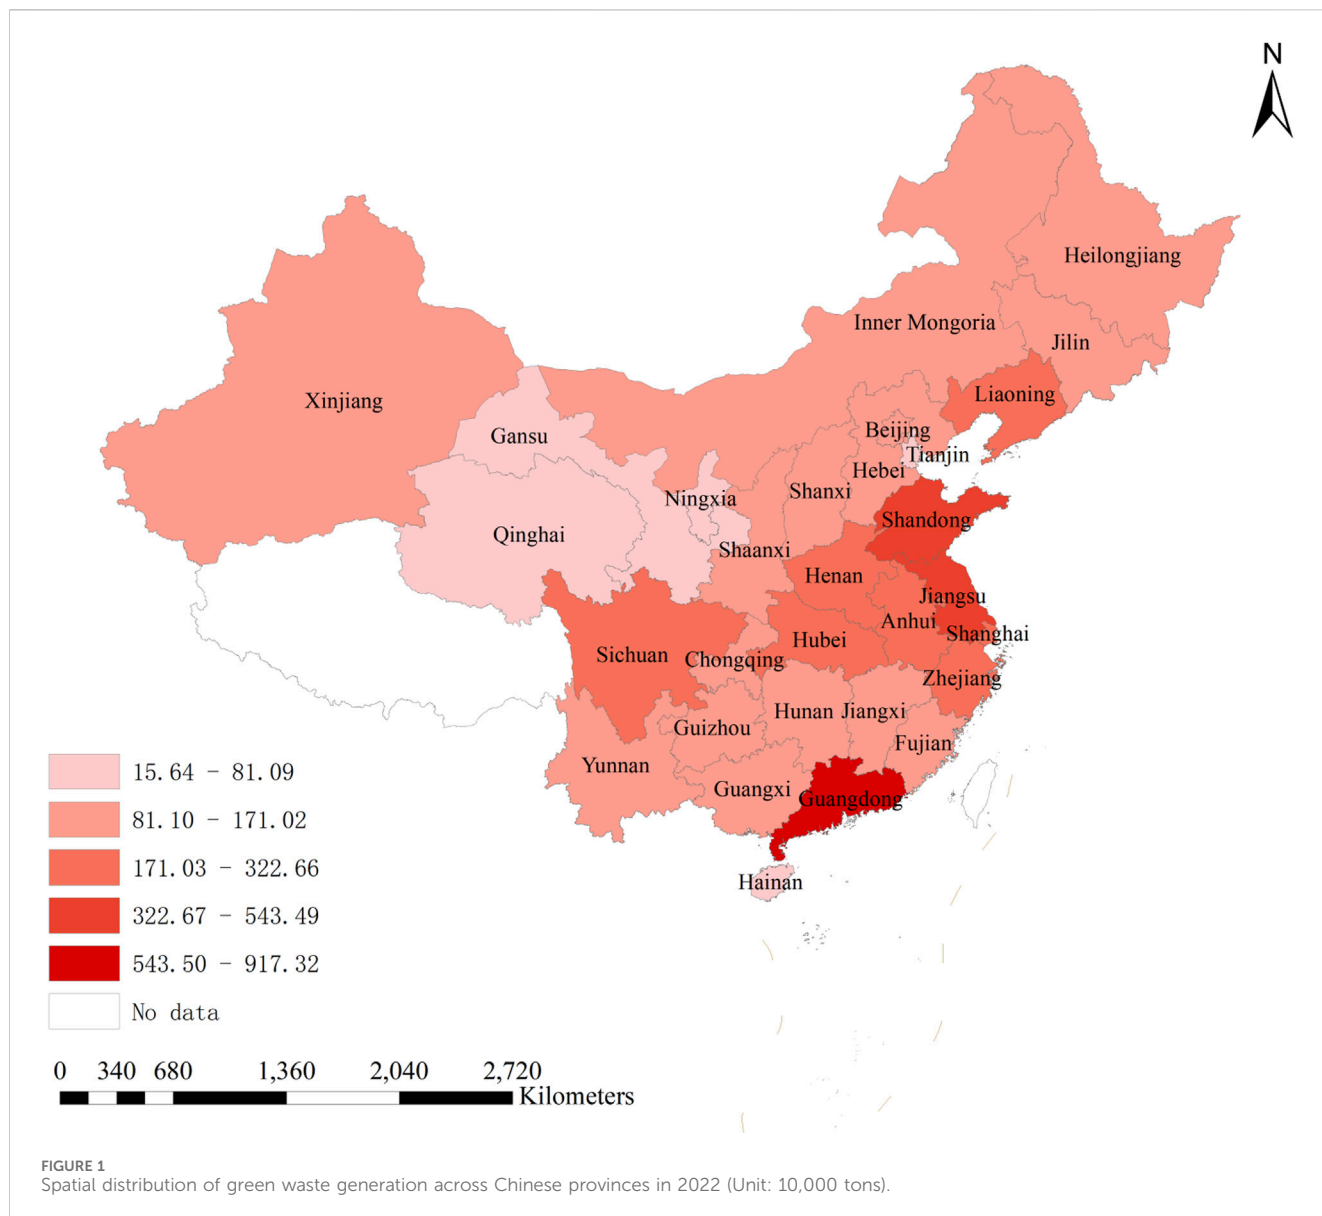 N
Heilongjiang
Inner Mongoria
Jilin
Xinjiang
Liaoning
Gansu
Beijing
Tianjin
Hebei
Shanxi
Ningxia
Shandong
Qinghai
Shaanxi
Henan
Jiangsu
Anhui
Shanghai
Hubei
Sichuan
Chongqing
Zhejiang
Hunan
Jiangxi
Guizhou
Fujian
Yunnan
Guangxi
Guangdong
Hainan
15.64 - 81.09
81.10 - 171.02
171.03 - 322.66
322.67 - 543.49
543.50 - 917.32
No data
0 340 680 1,360 2,040 2,720
Kilometers
FIGURE 1
Spatial distribution of green waste generation across Chinese provinces in 2022 (Unit: 10,000 tons).